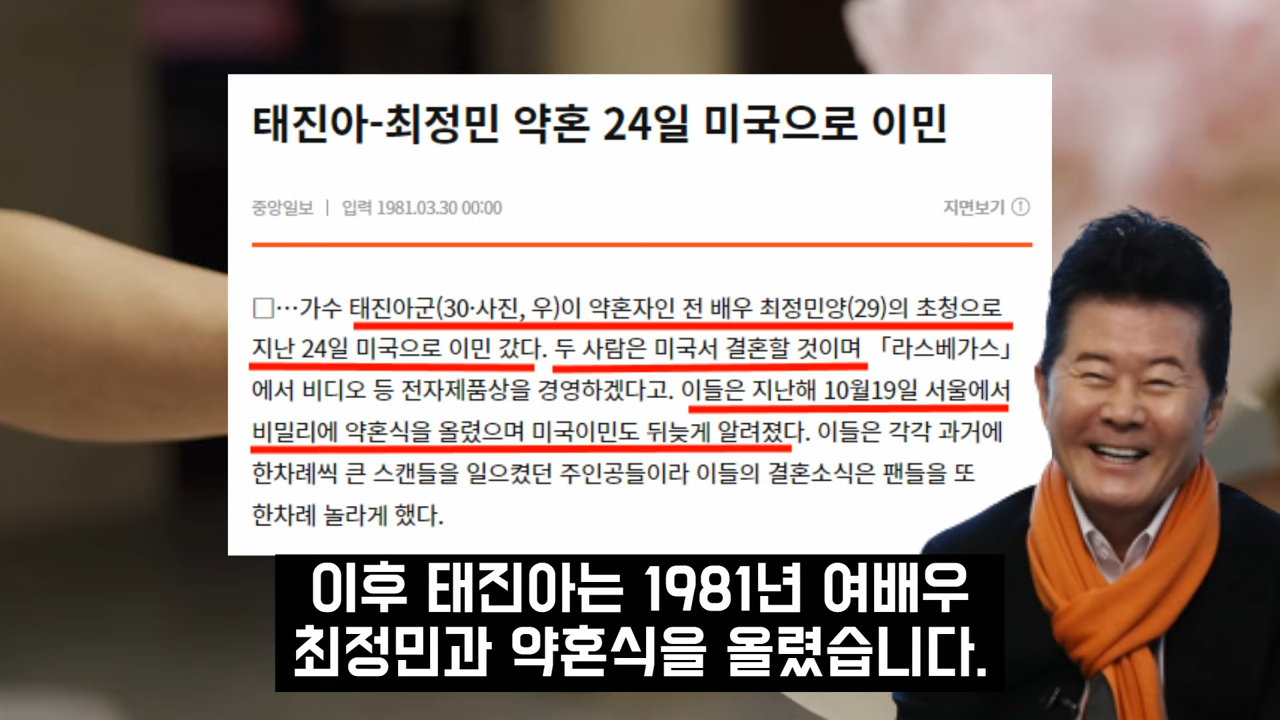 태진아-최정민 약혼 24일 미국으로 이민
중앙일보 | 입력 1981.03.30 00:00
지면보기
□…가수 태진아군(30·사진, 우)이 약혼자인 전 배우 최정민양(29)의 초청으로
지난 24일 미국으로 이민 갔다. 두 사람은 미국서 결혼할 것이며 「라스베가스」
에서 비디오 등 전자제품상을 경영하겠다고. 이들은 지난해 10월19일 서울에서
비밀리에 약혼식을 올렸으며 미국이민도 뒤늦게 알려졌다. 이들은 각각 과거에
한차례씩 큰 스캔들을 일으켰던 주인공들이라 이들의 결혼소식은 팬들을 또
한차례 놀라게 했다.
이후 태진아는 1981년 여배우
최정민과 약혼식을 올렸습니다.